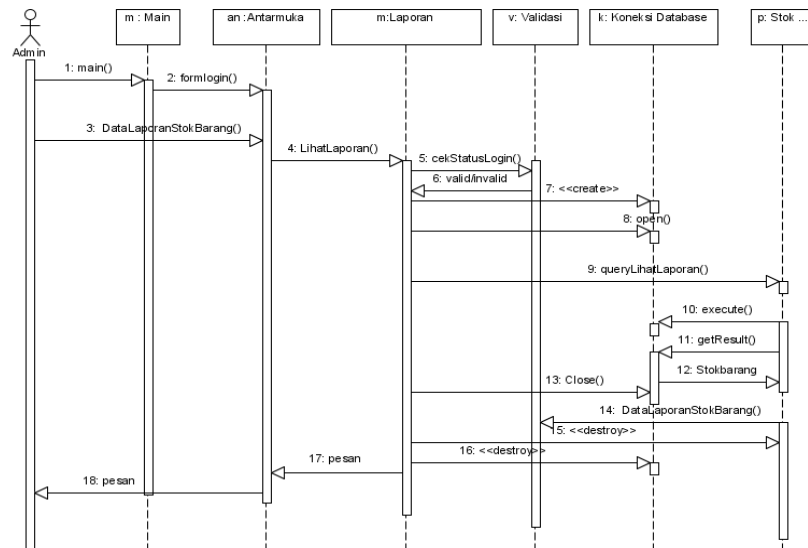 m : Main
an :Antarmuka
m:Laporan
v: Validasi
k: Koneksi Database
p: Stok ...
Admin
1: main()
2: formlogin()
3: DataLaporanStokBarang()
4: LihatLaporan()
5: cekStatusLogin()
6: valid/invalid
7: <<create>>
8: open()
9: queryLihatLaporan()
10: execute()
11: getResult()
12: Stokbarang
13: Close()
14: DataLaporanStokBarang()
15: <<destroy>>
16: <<destroy>>
17: pesan
18: pesan